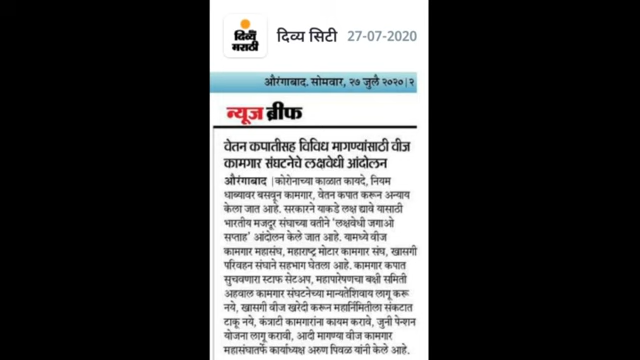 दिव्य मराठी
दिव्य सिटी 27-07-2020
औरंगाबाद, सोमवार, २७ जुलै २०२०|२
न्यूज ब्रीफ
वेतन कपातीसह विविध मागण्यांसाठी वीज
कामगार संघटनेचे लक्षवेधी आंदोलन
औरंगाबाद |कोरोनाच्या काळात कायदे, नियम
धाब्यावर बसवून कामगार, वेतन कपात करून अन्याय
केला जात आहे. सरकारने याकडे लक्ष द्यावे यासाठी
भारतीय मजदूर संघाच्या वतीने 'लक्षवेधी जगाओ
सप्ताह' आंदोलन केले जात आहे. यामध्ये वीज
कामगार महासंघ, महाराष्ट्र मोटार कामगार संघ, खासगी
परिवहन संघाने सहभाग घेतला आहे. कामगार कपात
सुचवणारा स्टाफ सेटअप, महापारेषणचा बक्षी समिती
अहवाल कामगार संघटनेच्या मान्यतेशिवाय लागू करू
नये, खासगी वीज खरेदी करून महानिर्मितीला संकटात
टाकू नये, कंत्राटी कामगारांना कायम करावे, जुनी पेन्शन
योजना लागू करावी, आदी मागण्या वीज कामगार
महासंघातर्फे कार्याध्यक्ष अरुण पिवळ यांनी केले आहे.